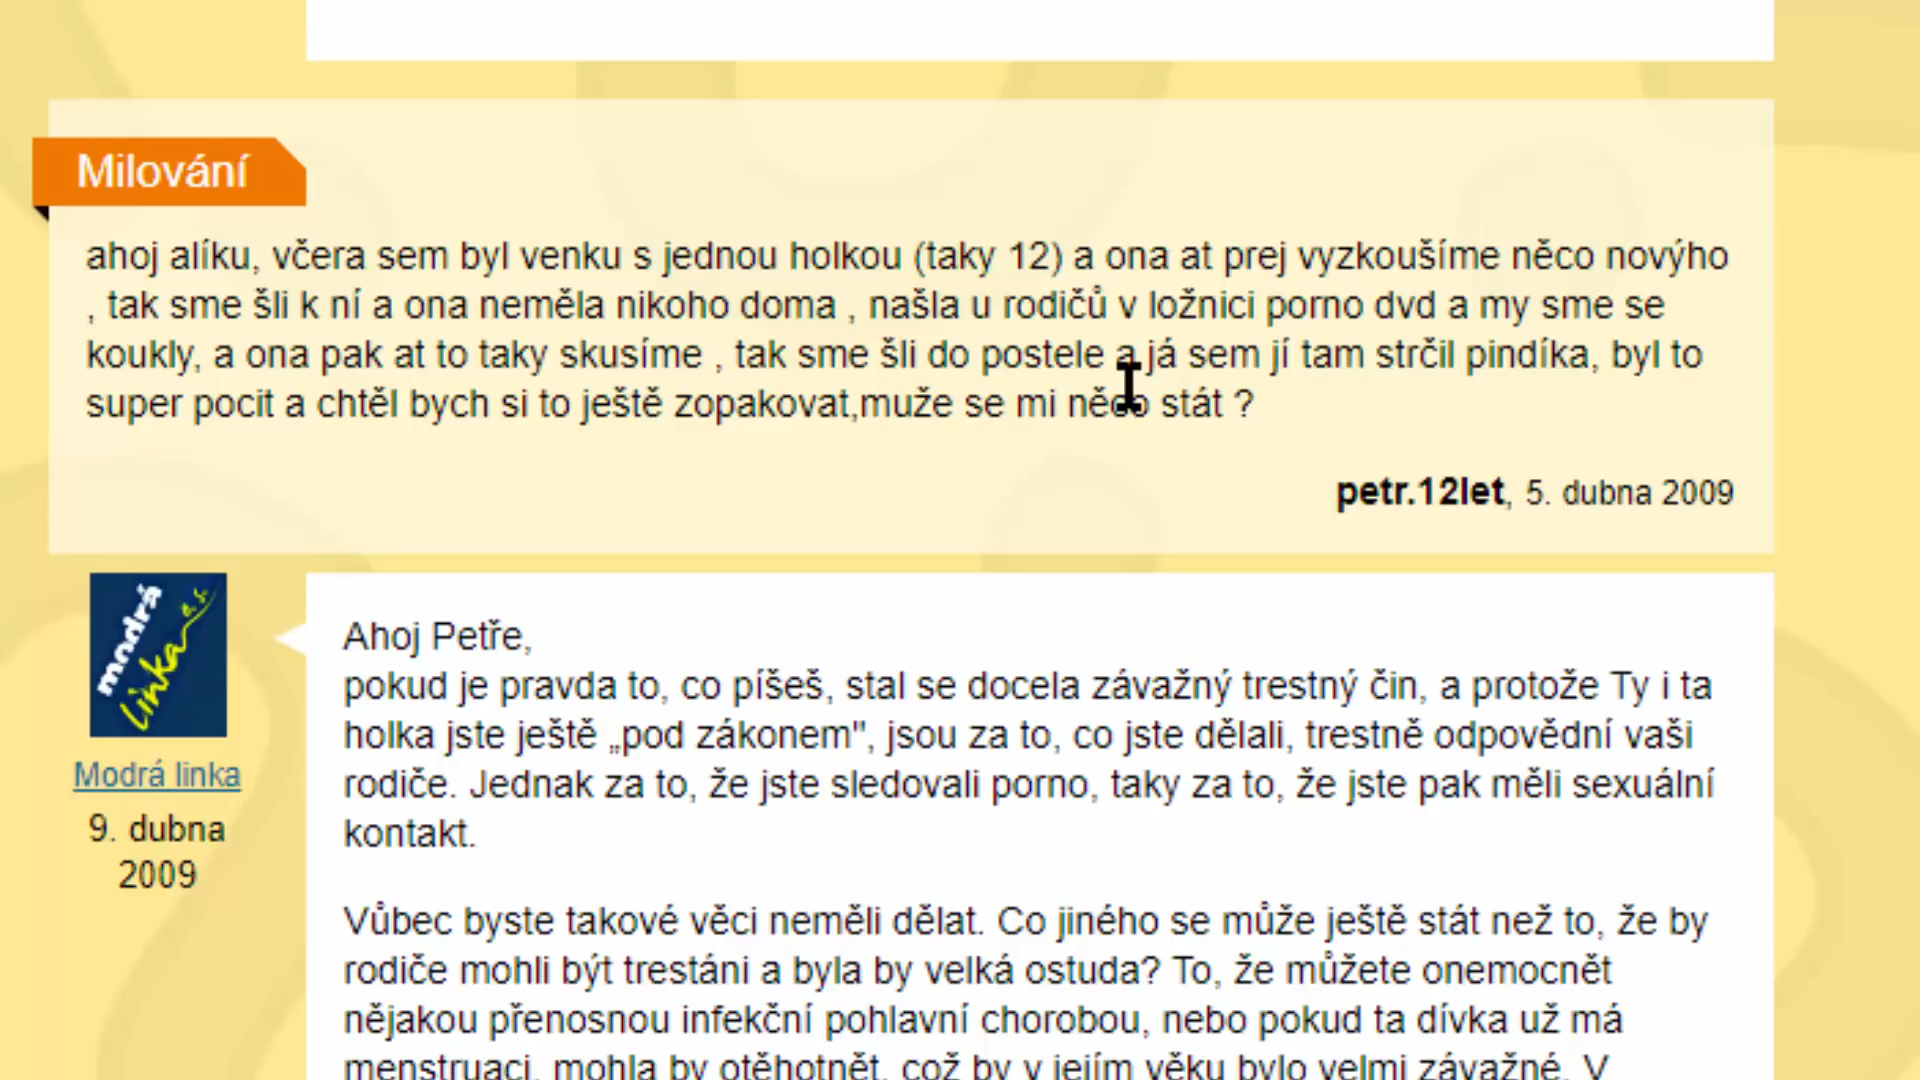 Milování
ahoj alíku, včera sem byl venku s jednou holkou (taky 12) a ona at prej vyzkoušíme něco novýho
, tak sme šli k ní a ona neměla nikoho doma , našla u rodičů v ložnici porno dvd a my sme se
koukly, a ona pak at to taky skusíme , tak sme šli do postele a já sem jí tam strčil pindíka, byl to
super pocit a chtěl bych si to ještě zopakovat,muže se mi něco stát ?
petr.12let, 5. dubna 2009
modrá
linka o.s.
Modrá linka
9. dubna
2009
Ahoj Petře,
pokud je pravda to, co píšeš, stal se docela závažný trestný čin, a protože Ty i ta
holka jste ještě „pod zákonem", jsou za to, co jste dělali, trestně odpovědní vaši
rodiče. Jednak za to, že jste sledovali porno, taky za to, že jste pak měli sexuální
kontakt.
Vůbec byste takové věci neměli dělat. Co jiného se může ještě stát než to, že by
rodiče mohli být trestáni a byla by velká ostuda? To, že můžete onemocnět
nějakou přenosnou infekční pohlavní chorobou, nebo pokud ta dívka už má
menstruaci, mohla by otěhotnět, což by v jejím věku bylo velmi závažné. V